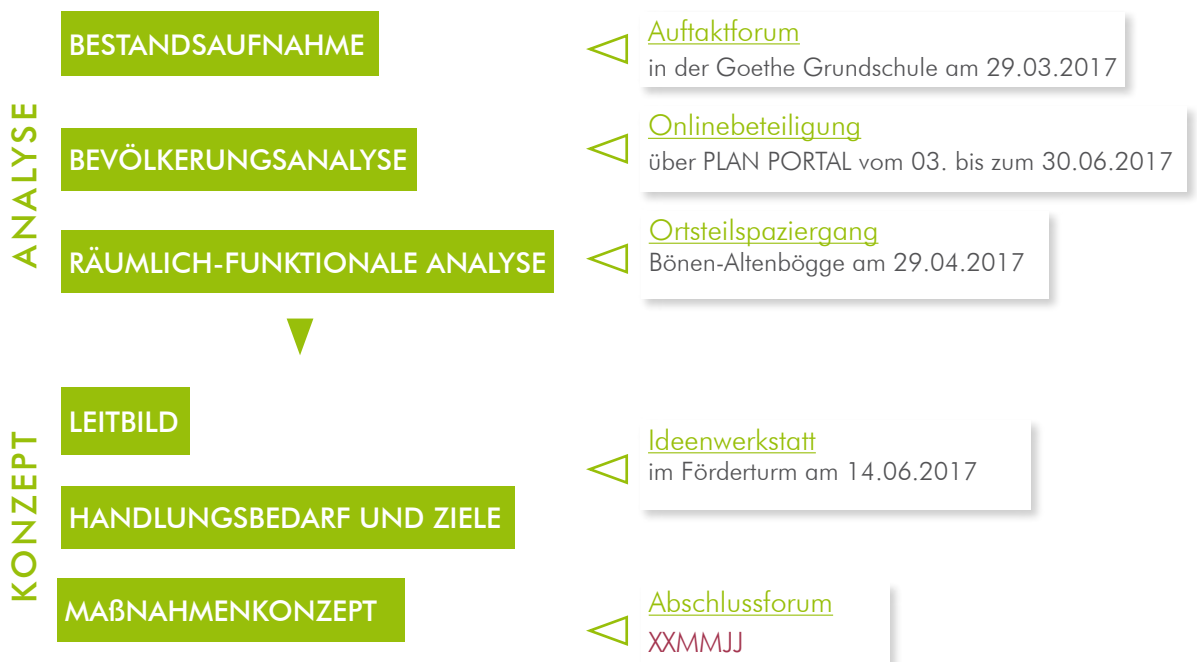 ANALYSE
BESTANDSAUFNAHME
Auftaktforum
in der Goethe Grundschule am 29.03.2017
BEVÖLKERUNGSANALYSE
Onlinebeteiligung
über PLAN PORTAL vom 03. bis zum 30.06.2017
RÄUMLICH-FUNKTIONALE ANALYSE
Ortsteilspaziergang
Bönen-Altenbögge am 29.04.2017
KONZEPT
LEITBILD
Ideenwerkstatt
im Förderturm am 14.06.2017
HANDLUNGSBEDARF UND ZIELE
MAßNAHMENKONZEPT
Abschlussforum
XXMMJJ